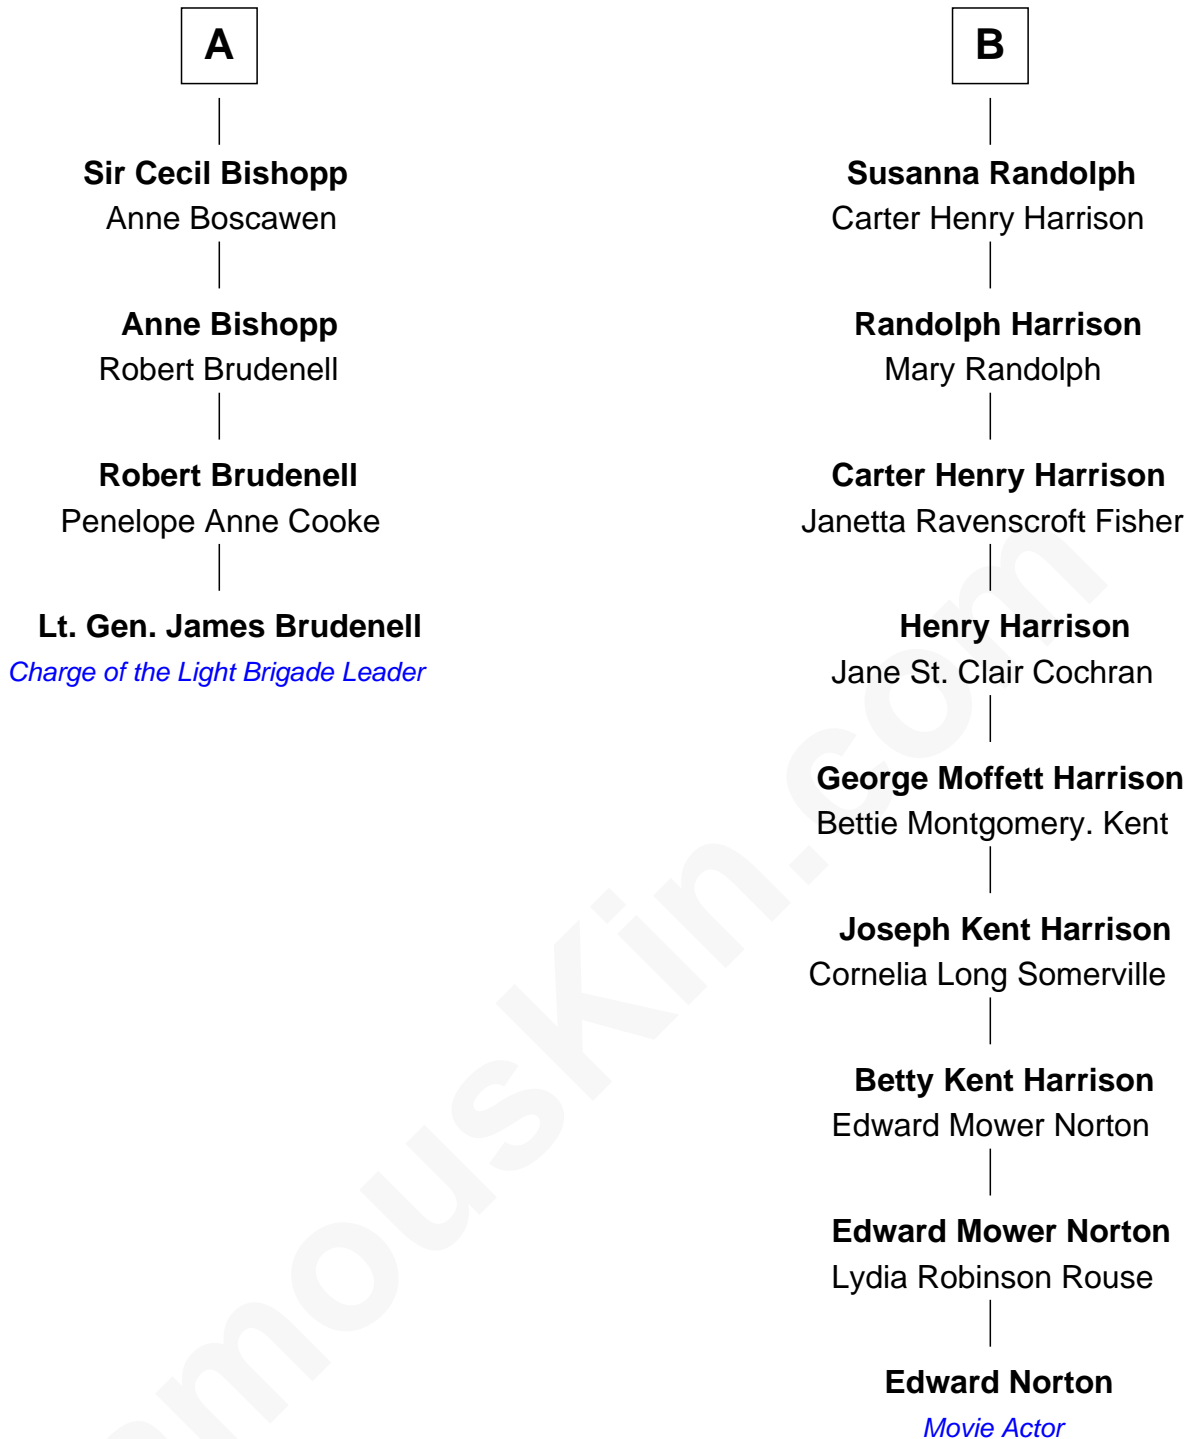 A
Sir Cecil Bishopp
Anne Boscawen
Anne Bishopp
Robert Brudenell
Robert Brudenell
Penelope Anne Cooke
Lt. Gen. James Brudenell
Charge of the Light Brigade Leader
B
Susanna Randolph
Carter Henry Harrison
Randolph Harrison
Mary Randolph
Carter Henry Harrison
Janetta Ravenscroft Fisher
Henry Harrison
Jane St. Clair Cochran
George Moffett Harrison
Bettie Montgomery. Kent
Joseph Kent Harrison
Cornelia Long Somerville
Betty Kent Harrison
Edward Mower Norton
Edward Mower Norton
Lydia Robinson Rouse
Edward Norton
Movie Actor
amouskin.com